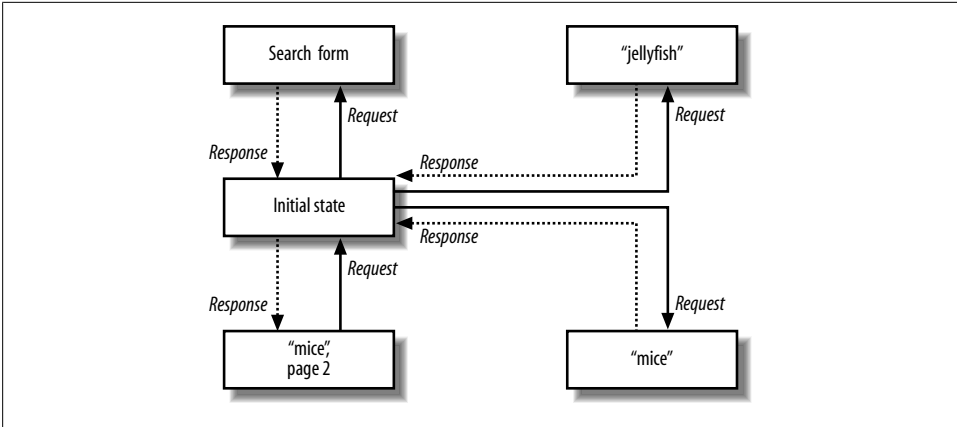 Search form
“jellyfish”
Request
Request
Response
Response
Initial state
Response
Request
Response
Request
“mice”,
page 2
“mice”